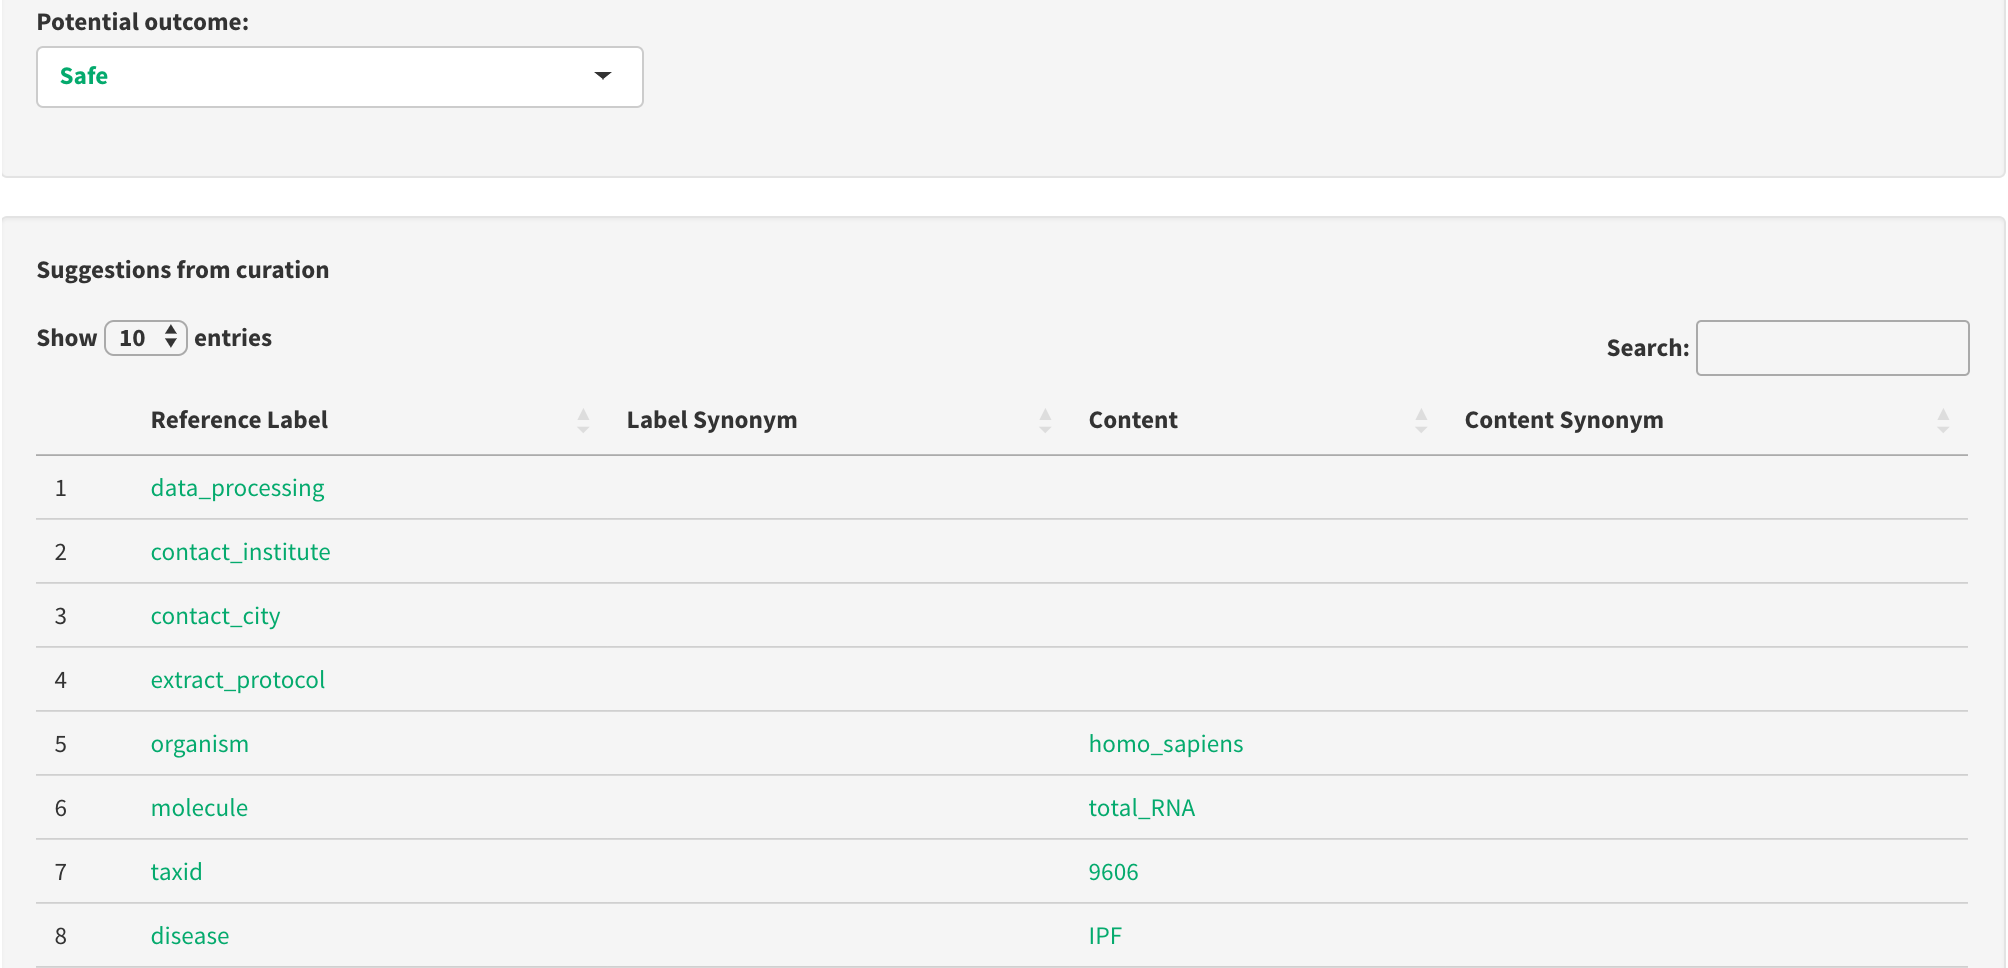 Potential outcome:
Safe
Suggestions from curation
Show 10 entries
Search:
Reference Label Label Synonym Content Content Synonym
1 data_processing
2 contact_institute
3 contact_city
4 extract_protocol
5 organism homo_sapiens
6 molecule total_RNA
7 taxid 9606
8 disease IPF